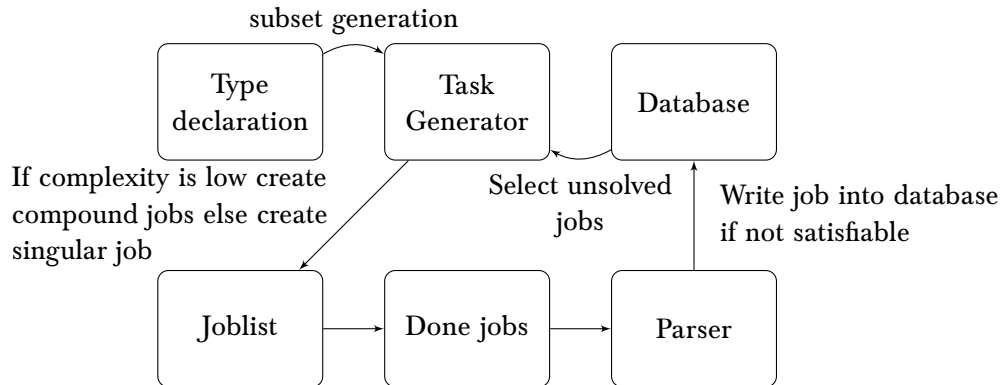 subset generation
Type
declaration
Task
Generator
Database
If complexity is low create
compound jobs else create
singular job
Select unsolved
jobs
Write job into database
if not satisfiable
Joblist
Done jobs
Parser